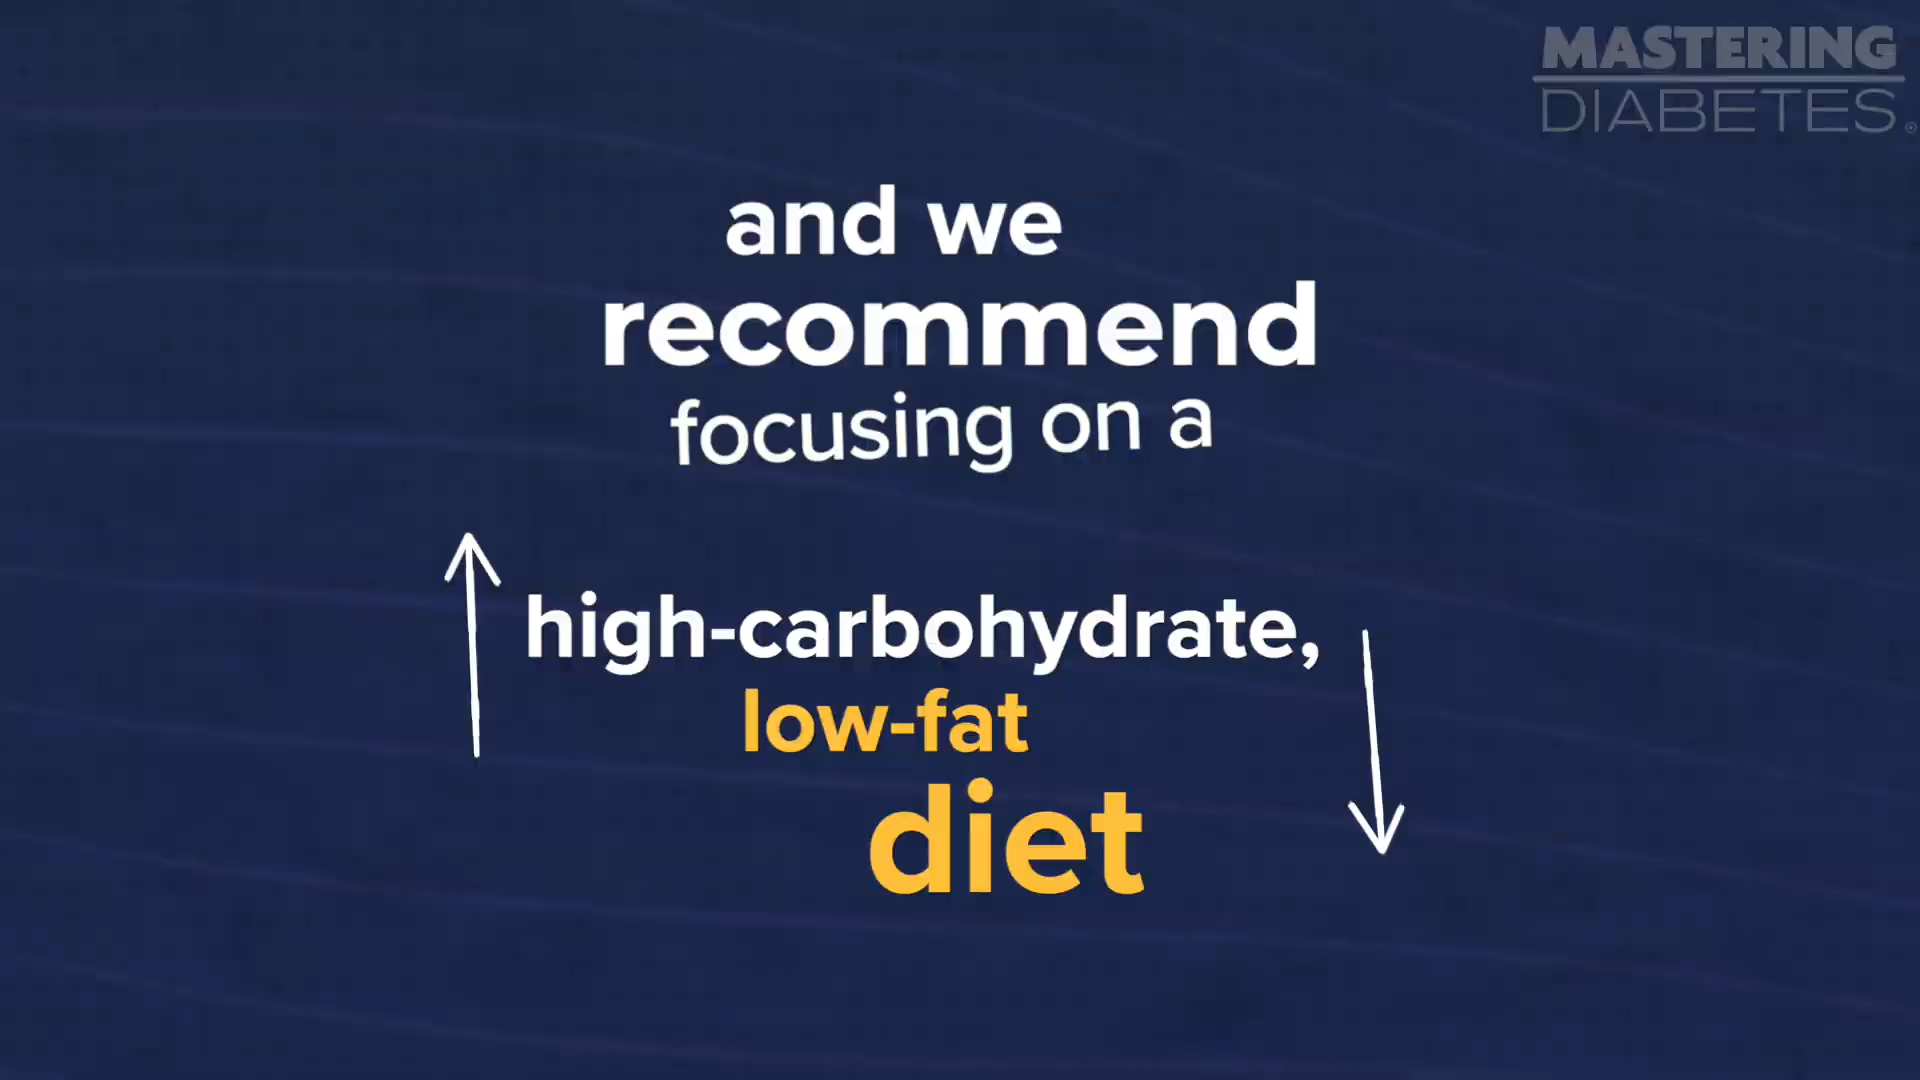 MASTERING
DIABETES®
and we
recommend
focusing on a
high-carbohydrate,
low-fat
diet